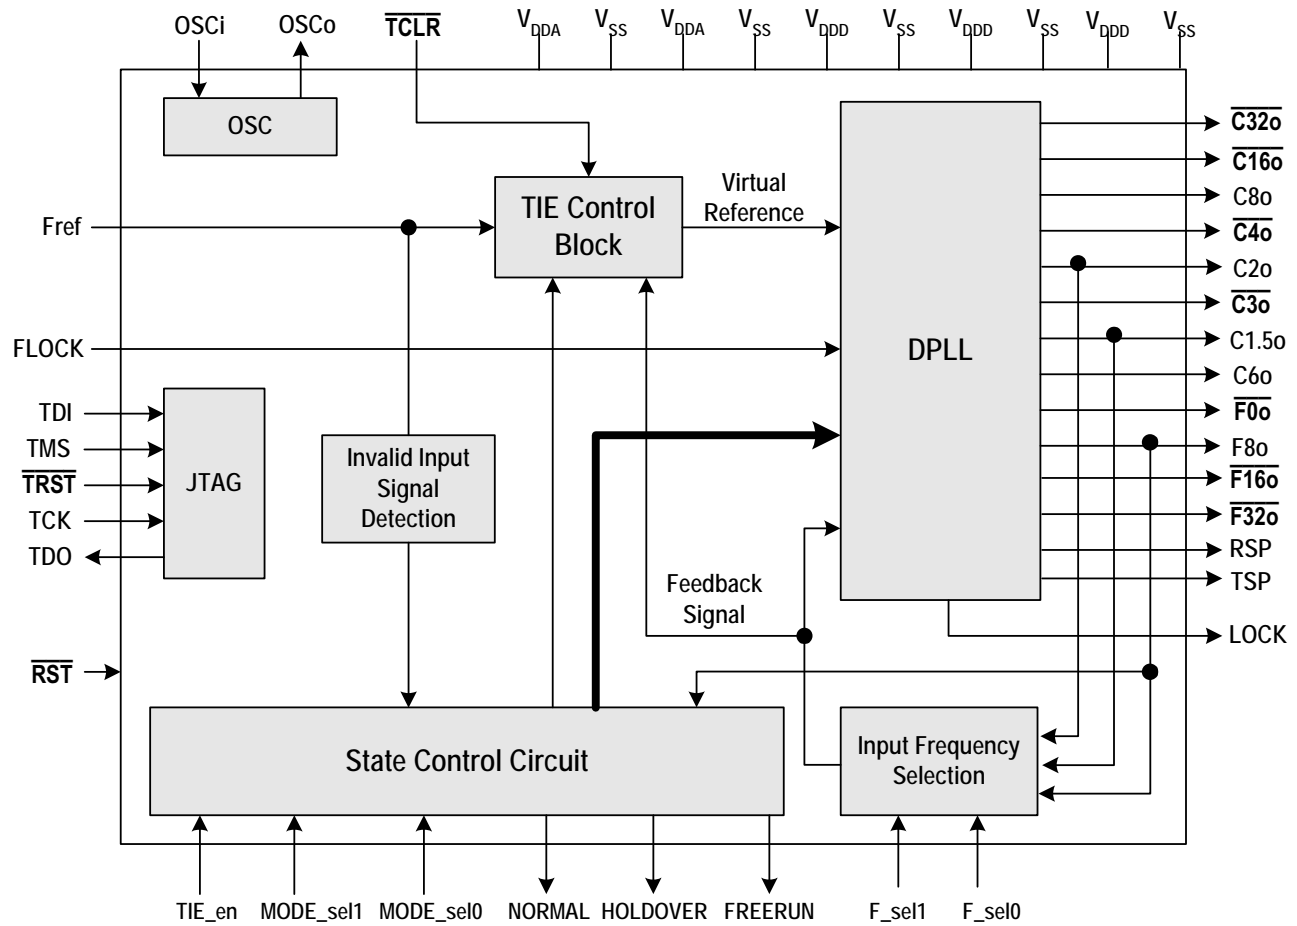 OSCi
OSCo
TCLR
VDDA
VSS
VDDA
VSS
VDDD
VSS
VDDD
VSS
VDDD
VSS
OSC
TIE Control
Block
Virtual
Reference
Fref
FLOCK
DPLL
C32o
C16o
C8o
C4o
C2o
C3o
C1.5o
C6o
F0o
F8o
F16o
F32o
RSP
TSP
LOCK
TDI
TMS
TRST
TCK
TDO
JTAG
Invalid Input
Signal
Detection
Feedback
Signal
RST
State Control Circuit
Input Frequency
Selection
TIE_en
MODE_sel1
MODE_sel0
NORMAL
HOLDOVER
FREERUN
F_sel1
F_sel0